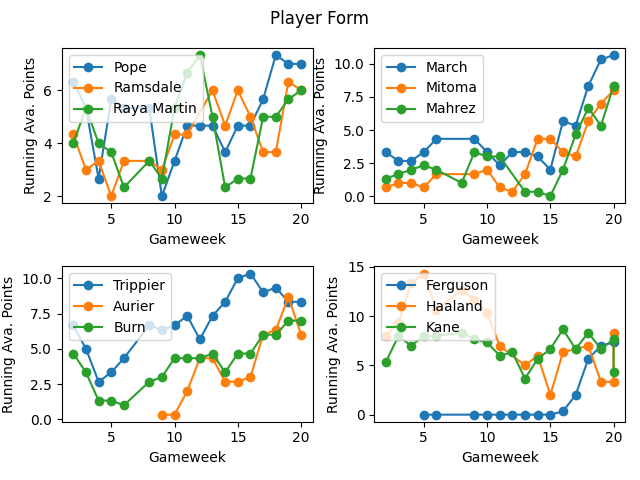 Player Form
Running Ava. Points
6
4
2
Pope
Ramsdale
Raya Martin
5
10
15
20
Gameweek
Running Ava. Points
10.0
7.5
5.0
2.5
0.0
March
Mitoma
Mahrez
5
10
15
20
Gameweek
Running Ava. Points
10.0
7.5
5.0
2.5
0.0
Trippier
Aurier
Burn
5
10
15
20
Gameweek
Running Ava. Points
15
10
5
0
Ferguson
Haaland
Kane
5
10
15
20
Gameweek